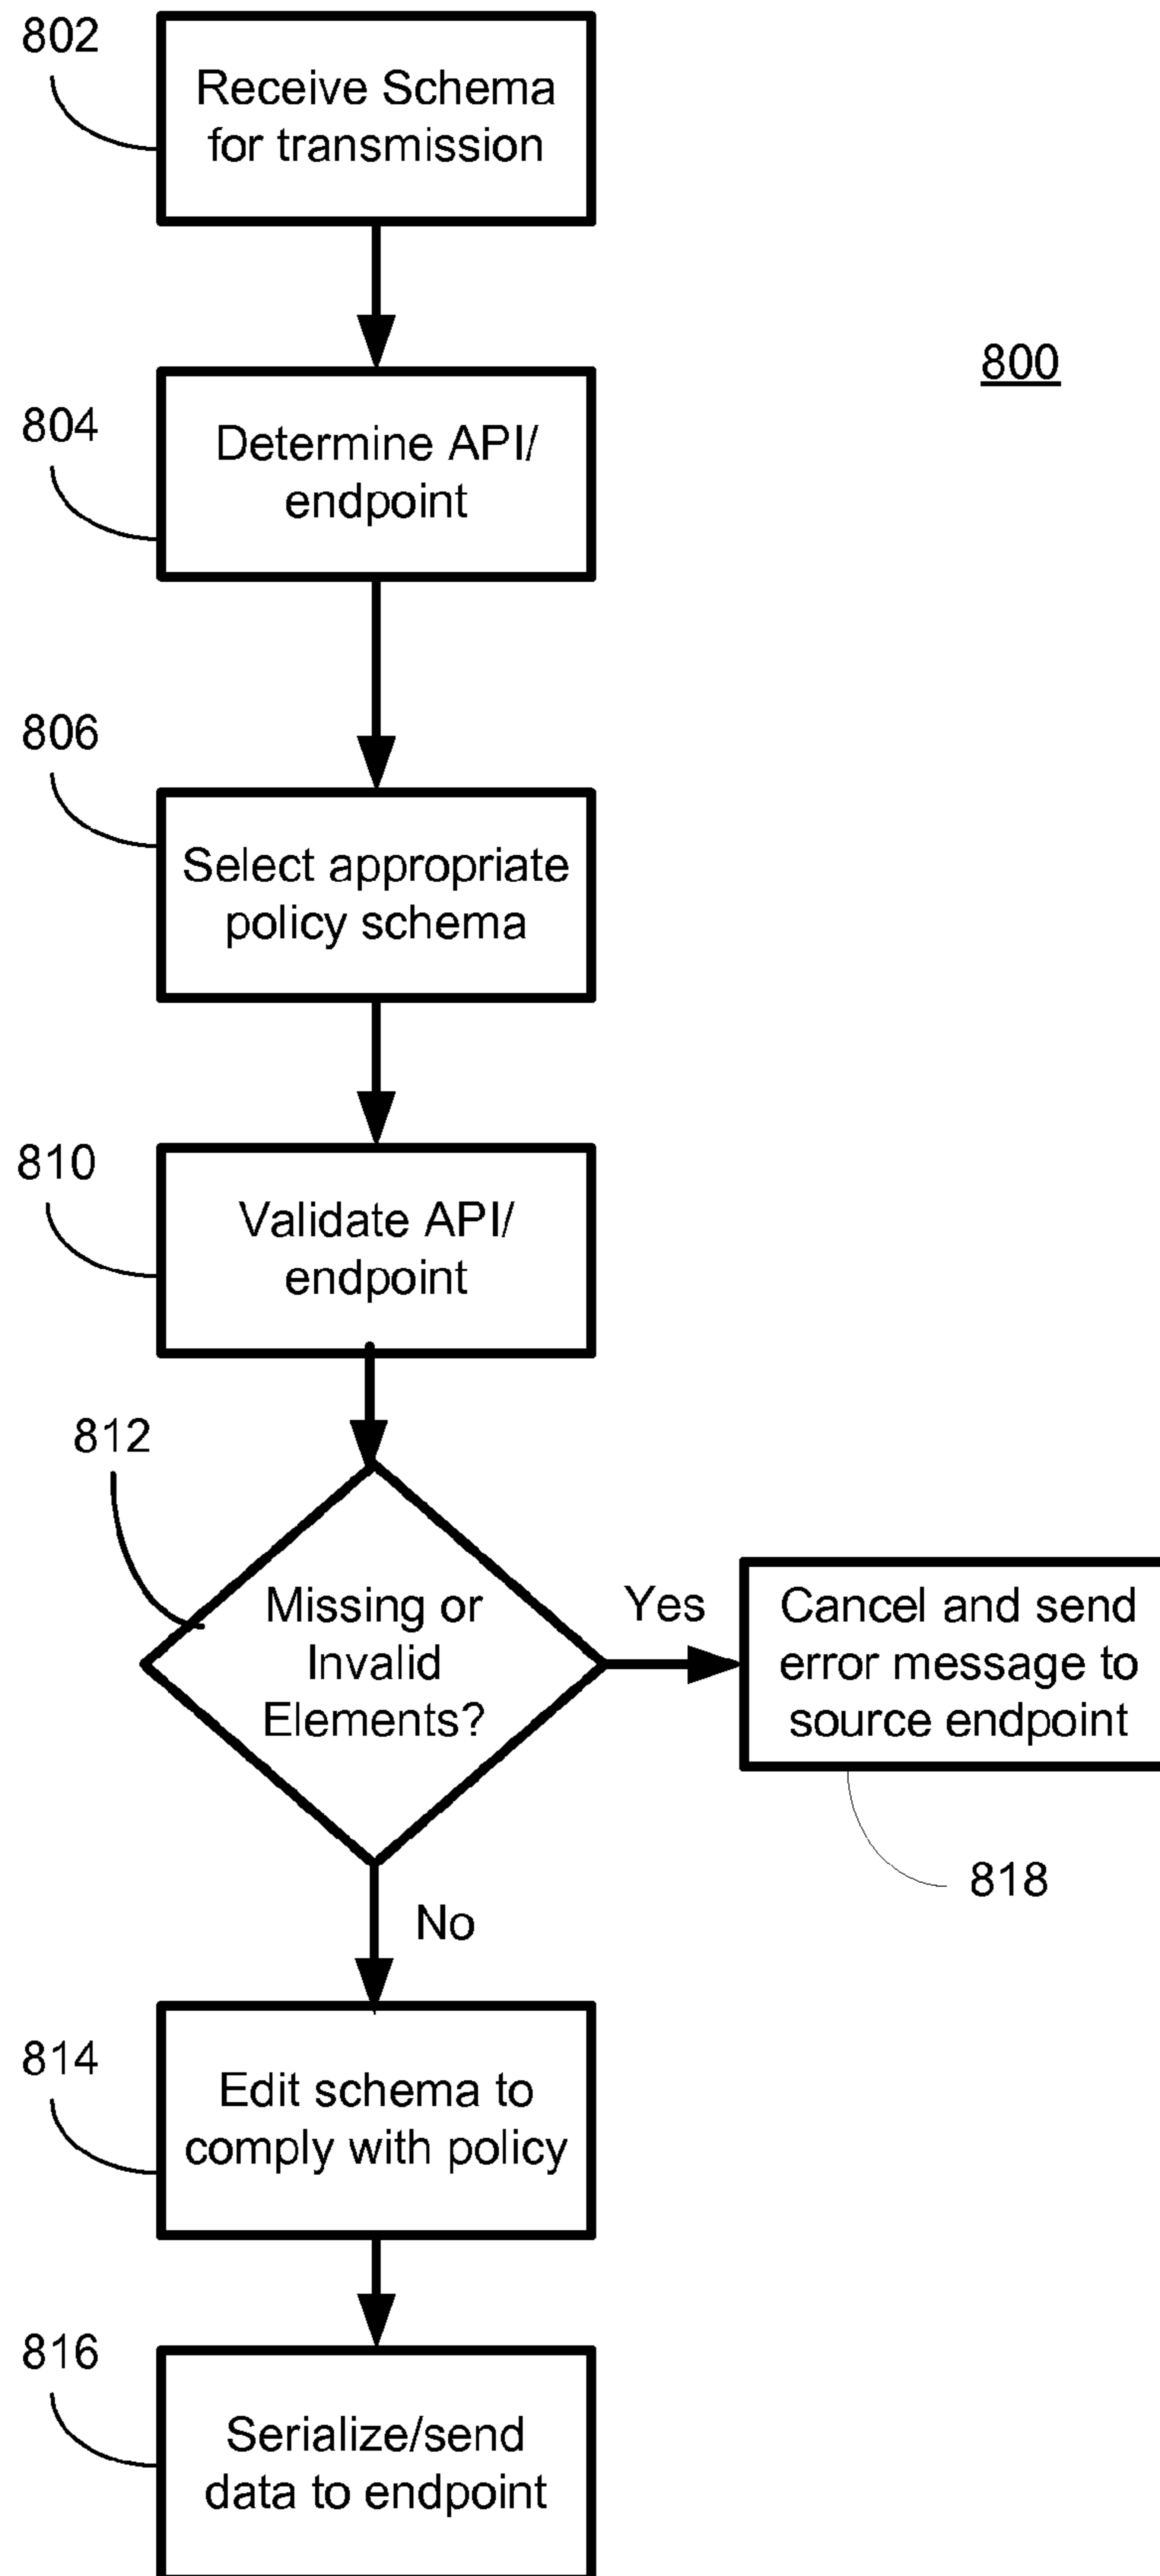 802
Receive Schema
for transmission
800
804
Determine API/
endpoint
806
Select appropriate
policy schema
810
Validate API/
endpoint
812
Missing or
Invalid
Elements?
Yes
Cancel and send
error message to
source endpoint
818
No
814
Edit schema to
comply with policy
816
Serialize/send
data to endpoint